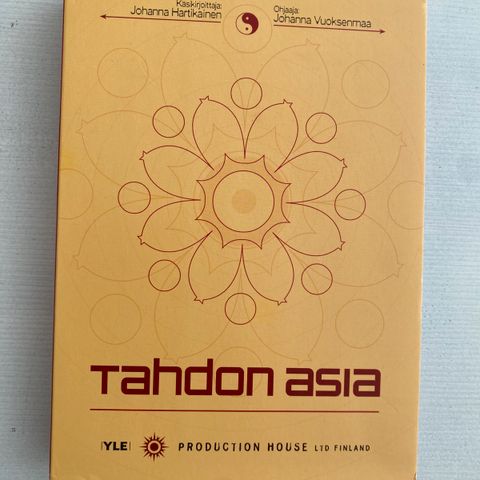 Käsikirjoittaja:
Johanna Hartikainen
Ohjaaja:
Johanna Vuoksenmaa
Tahdon asia
YLE PRODUCTION HOUSE LTD FINLAND